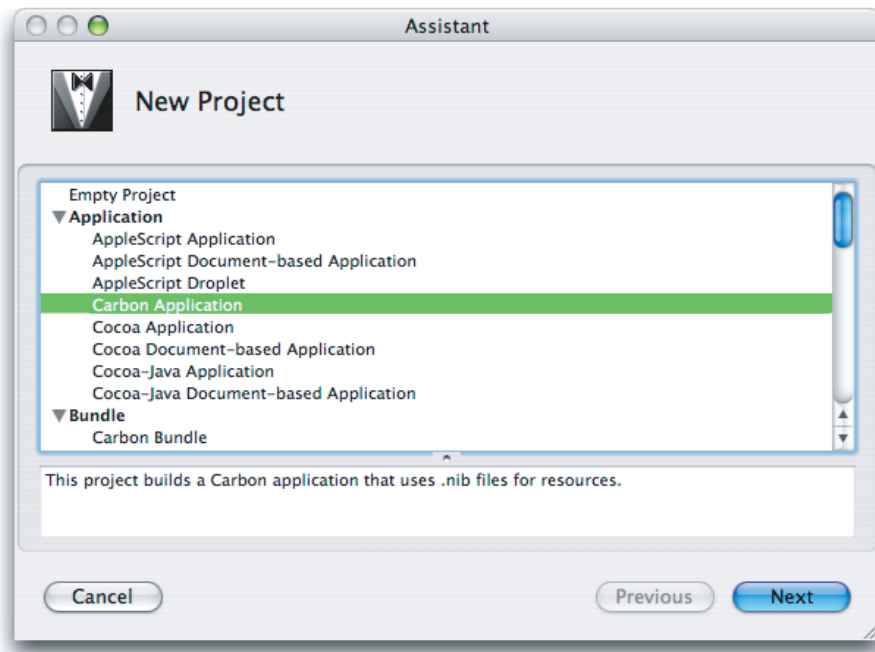 Assistant
New Project
Empty Project
Application
AppleScript Application
AppleScript Document-based Application
AppleScript Droplet
Carbon Application
Cocoa Application
Cocoa Document-based Application
Cocoa-Java Application
Cocoa-Java Document-based Application
Bundle
Carbon Bundle
This project builds a Carbon application that uses .nib files for resources.
Cancel Previous Next